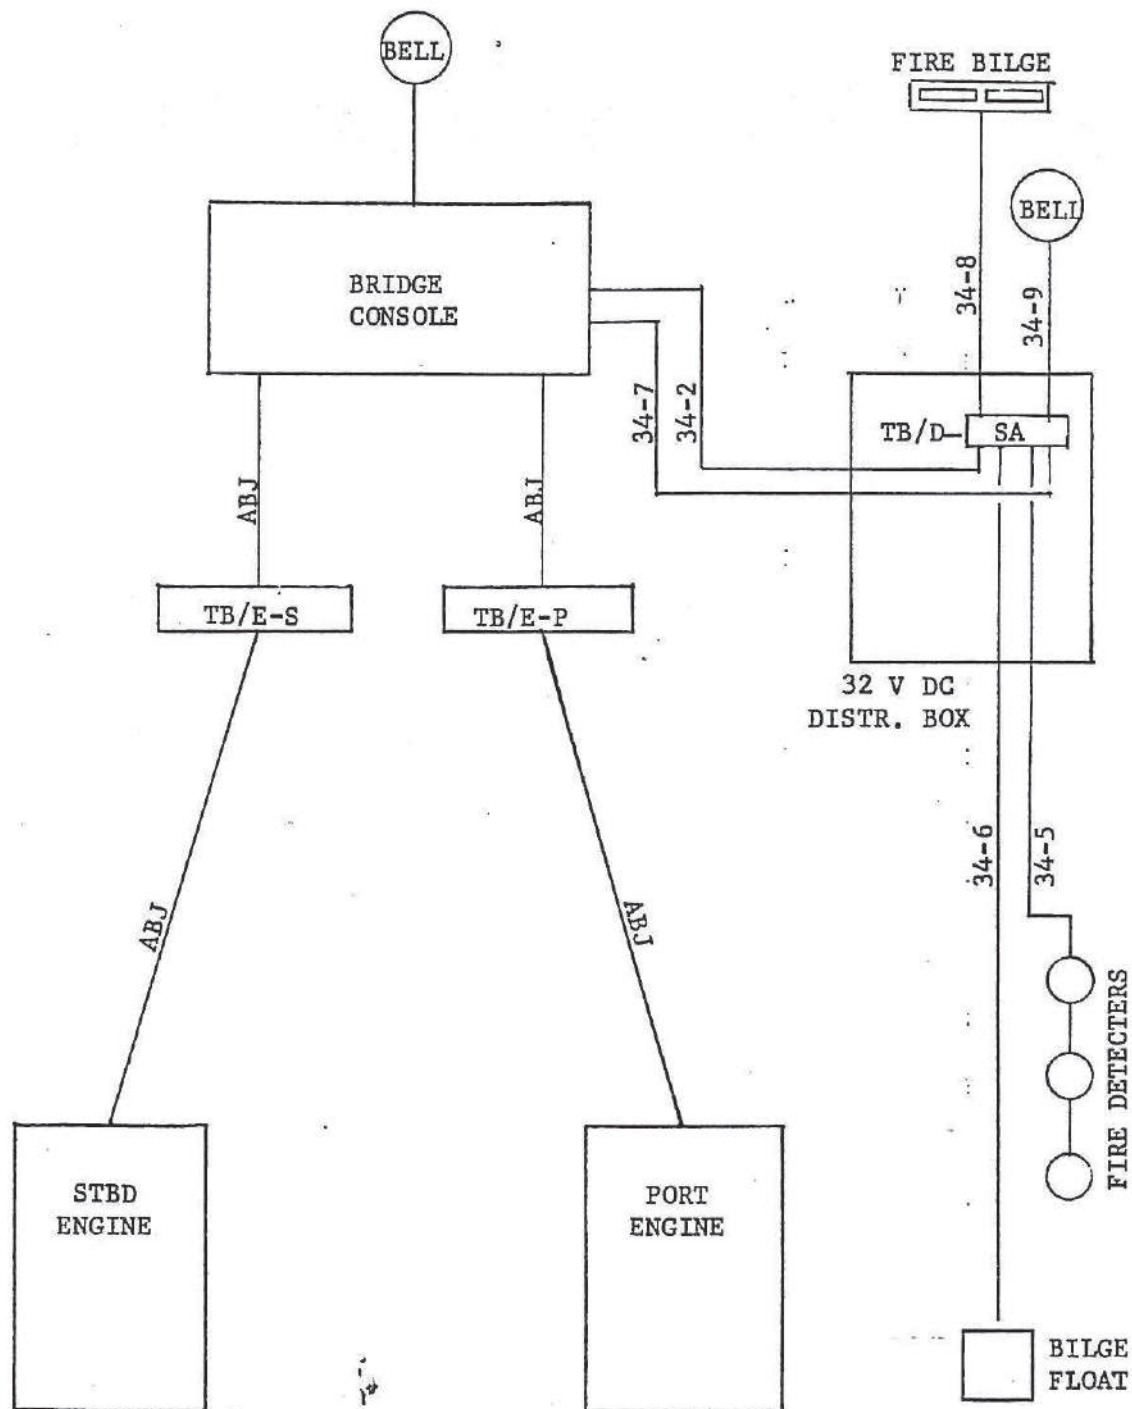 BELL
FIRE BILGE
BELL
BRIDGE
CONSOLE
34-8
34-9
34-7
34-2
TB/D
SA
ABJ
ABJ
TB/E-S
TB/E-P
32 V DC
DISTR. BOX
34-6
34-5
ABJ
ABJ
FIRE DETECTERS
STBD
ENGINE
PORT
ENGINE
BILGE
FLOAT